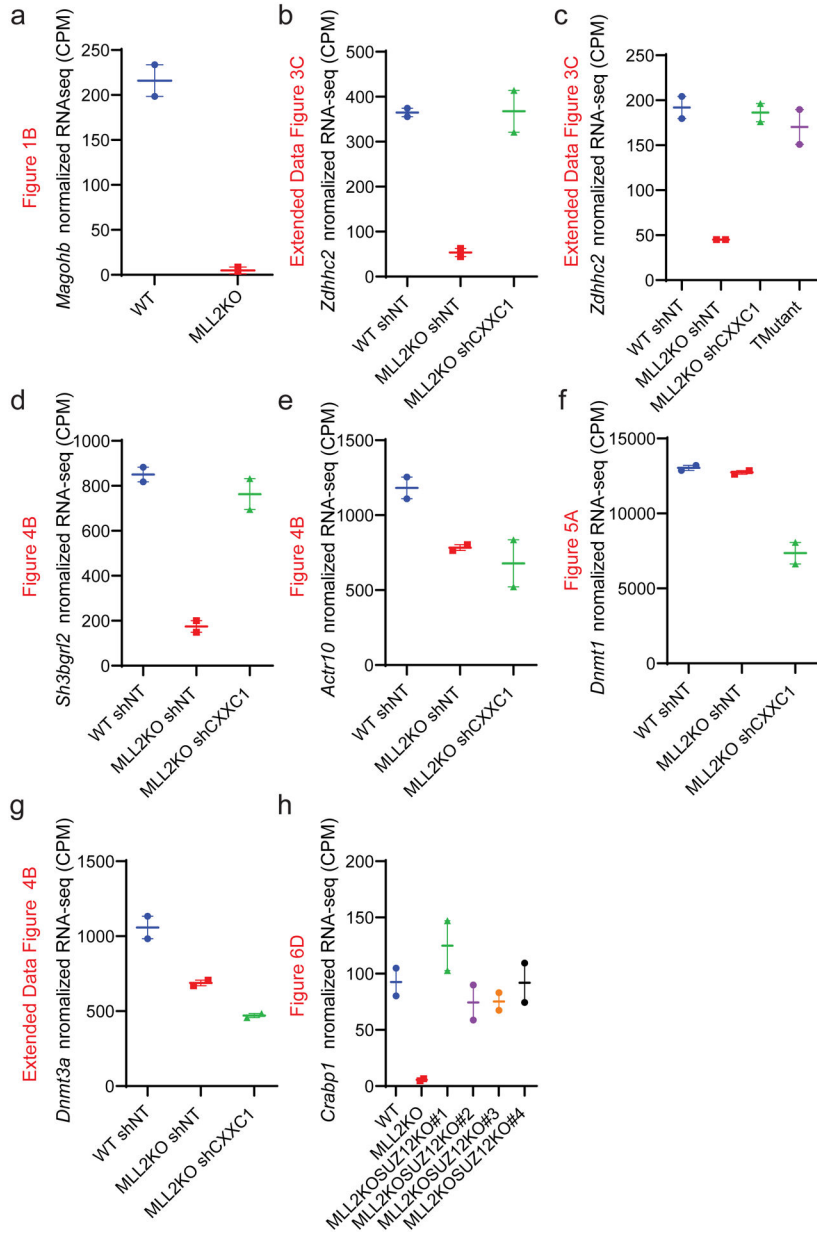 a
Figure 1B
Magohb normalized RNAseq (CPM)
250
200
150
100
50
0
WT
MLL2KO
b
Extended Data Figure 3C
Zdhhc2 nromalized RNA-seq (CPM)
400
300
200
100
0
WT shNT
MLL2KO shNT
MLL2KO shCXXC1
c
Extended Data Figure 3C
Zdhhc2 nromalized RNA-seq (CPM)
250
200
150
100
50
0
WT shNT
MLL2KO shNT
MLL2KO shCXXC1
TMutant
d
Figure 4B
Sh3bgrl2 nromalized RNA-seq (CPM)
1000
800
600
400
200
0
WT shNT
MLL2KO shNT
MLL2KO shCXXC1
e
Figure 4B
Actr10 nromalized RNA-seq (CPM)
1500
1000
500
0
WT shNT
MLL2KO shNT
MLL2KO shCXXC1
f
Figure 5A
Dnmt1 nromalized RNA-seq (CPM)
15000
10000
5000
0
WT shNT
MLL2KO shNT
MLL2KO shCXXC1
g
Extended Data Figure 4B
Dnmt3a nromalized RNA-seq (CPM)
1500
1000
500
0
WT shNT
MLL2KO shNT
MLL2KO shCXXC1
h
Figure 6D
Crabp1 nromalized RNA-seq (CPM)
200
150
100
50
0
WT
MLL2KO
MLL2KOSUZ12KO#1
MLL2KOSUZ12KO#2
MLL2KOSUZ12KO#3
MLL2KOSUZ12KO#4